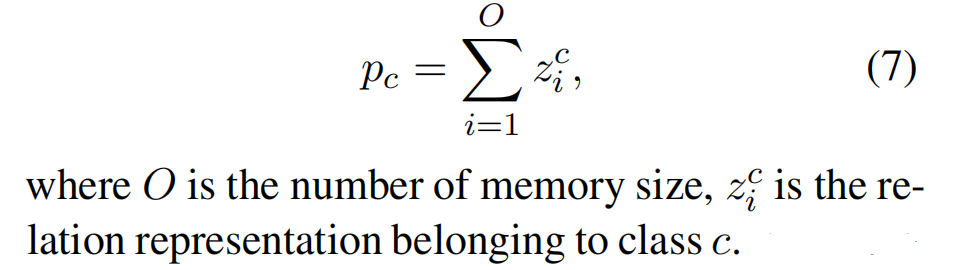 p_c = \sum_{i=1}^{O} z_i^c, (7)
where O is the number of memory size, z_i^c is the re-
lation representation belonging to class c.